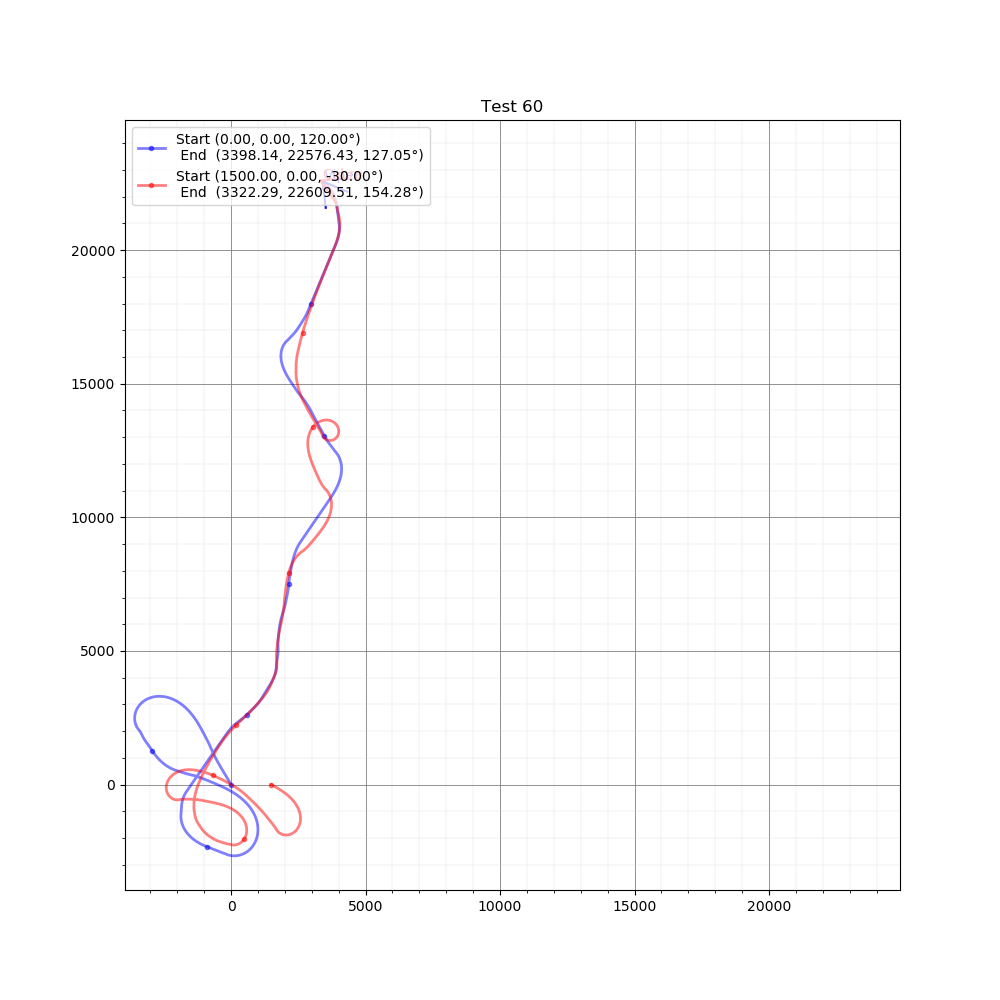 Test 60
Start (0.00, 0.00, 120.00°)
End (3398.14, 22576.43, 127.05°)
Start (1500.00, 0.00, -30.00°)
End (3322.29, 22609.51, 154.28°)
20000
15000
10000
5000
0
0 5000 10000 15000 20000